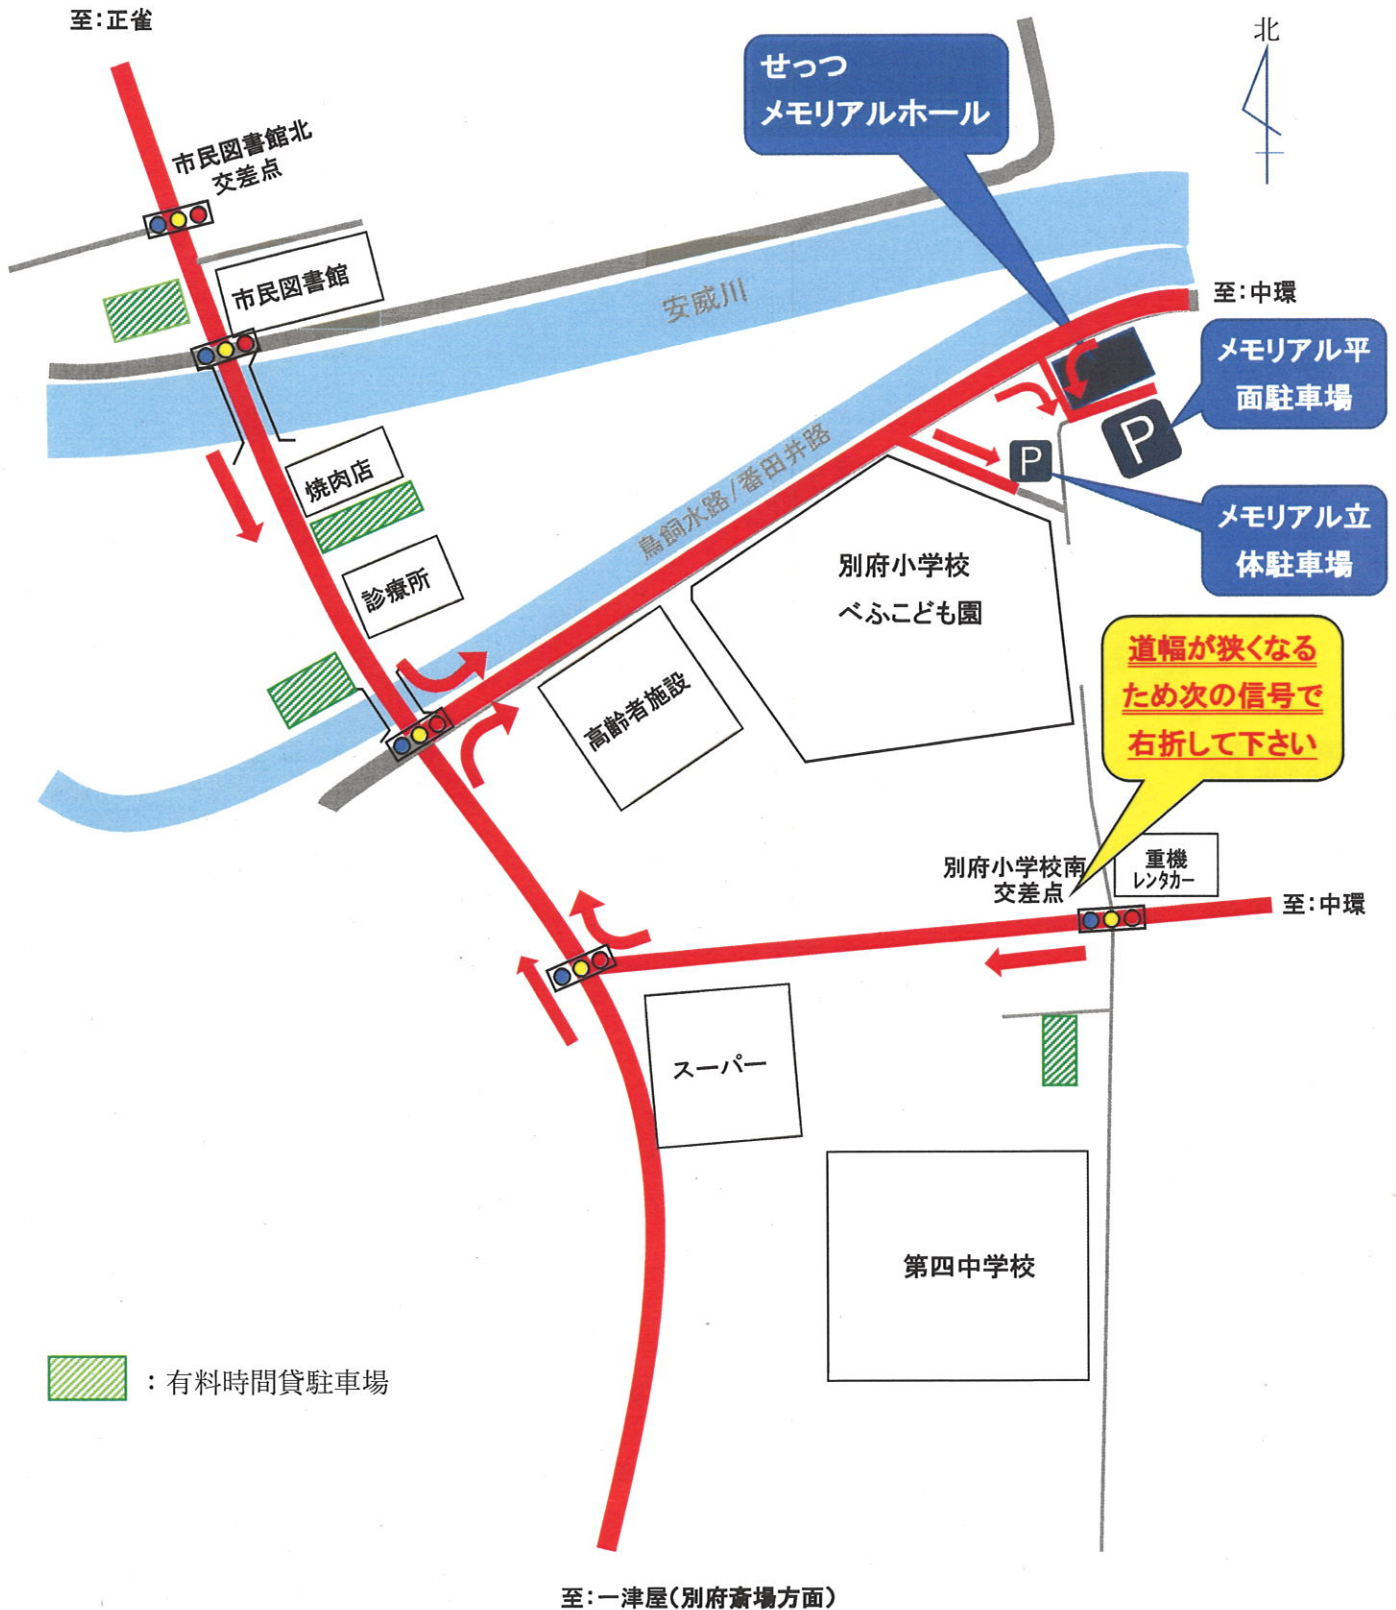 至：正雀
北
せっつ
メモリアルホール
市民図書館北
交差点
市民図書館
安威川
至：中環
メモリアル平
面駐車場
P
P
メモリアル立
体駐車場
焼肉店
鳥飼水路/番田井路
診療所
別府小学校
べふこども園
高齢者施設
道幅が狭くなる
ため次の信号で
右折して下さい
別府小学校南
交差点
重機
レンタカー
至：中環
スーパー
第四中学校
：有料時間貸駐車場
至：一津屋（別府斎場方面）